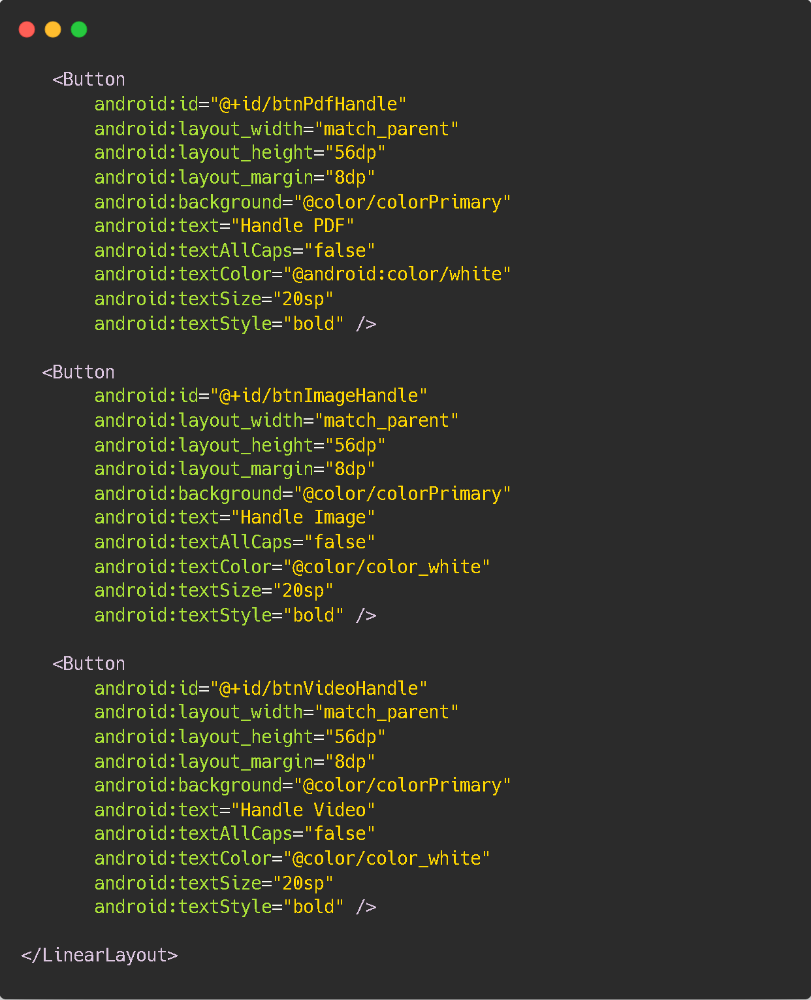 <Button
android:id="@+id/btnPdfHandle"
android:layout_width="match_parent"
android:layout_height="56dp"
android:layout_margin="8dp"
android:background="@color/colorPrimary"
android:text="Handle PDF"
android:textAllCaps="false"
android:textColor="@android:color/white"
android:textSize="20sp"
android:textStyle="bold" />
<Button
android:id="@+id/btnImageHandle"
android:layout_width="match_parent"
android:layout_height="56dp"
android:layout_margin="8dp"
android:background="@color/colorPrimary"
android:text="Handle Image"
android:textAllCaps="false"
android:textColor="@color/color_white"
android:textSize="20sp"
android:textStyle="bold" />
<Button
android:id="@+id/btnVideoHandle"
android:layout_width="match_parent"
android:layout_height="56dp"
android:layout_margin="8dp"
android:background="@color/colorPrimary"
android:text="Handle Video"
android:textAllCaps="false"
android:textColor="@color/color_white"
android:textSize="20sp"
android:textStyle="bold" />
</LinearLayout>